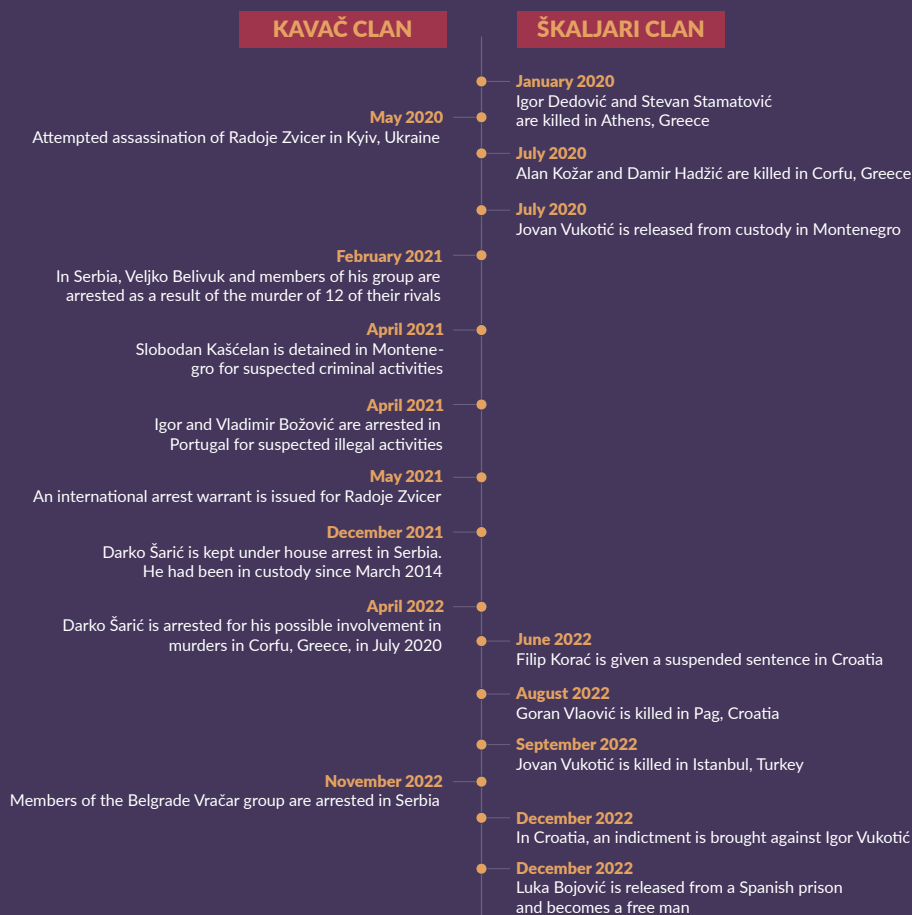 KAVAČ CLAN
ŠKALJARI CLAN
January 2020
Igor Dedović and Stevan Stamatović
are killed in Athens, Greece
May 2020
Attempted assassination of Radoje Zvicer in Kyiv, Ukraine
July 2020
Alan Kožar and Damir Hadžić are killed in Corfu, Greece
July 2020
Jovan Vukotić is released from custody in Montenegro
February 2021
In Serbia, Veljko Belivuk and members of his group are
arrested as a result of the murder of 12 of their rivals
April 2021
Slobodan Kašćelan is detained in Montene-
gro for suspected criminal activities
April 2021
Igor and Vladimir Božović are arrested in
Portugal for suspected illegal activities
May 2021
An international arrest warrant is issued for Radoje Zvicer
December 2021
Darko Šarić is kept under house arrest in Serbia.
He had been in custody since March 2014
April 2022
Darko Šarić is arrested for his possible involvement in
murders in Corfu, Greece, in July 2020
June 2022
Filip Korać is given a suspended sentence in Croatia
August 2022
Goran Vlaović is killed in Pag, Croatia
September 2022
Jovan Vukotić is killed in Istanbul, Turkey
November 2022
Members of the Belgrade Vračar group are arrested in Serbia
December 2022
In Croatia, an indictment is brought against Igor Vukotić
December 2022
Luka Bojović is released from a Spanish prison
and becomes a free man